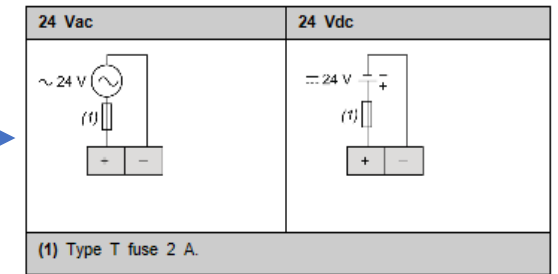 24 Vac
24 Vdc
~ 24 V
(1)
+ −
⎓ 24 V − +
(1)
+ −
(1) Type T fuse 2 A.